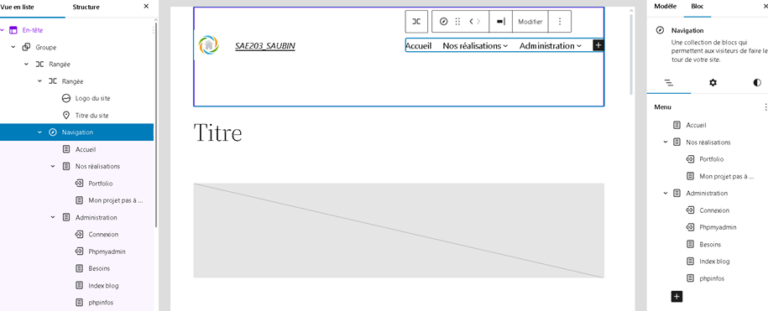 Vue en liste
Structure
En-tête
Groupe
Rangée
Rangée
Logo du site
Titre du site
Navigation
Accueil
Nos réalisations
Portfolio
Mon projet pas à ...
Administration
Connexion
Phpmyadmin
Besoins
Index blog
phpinfos
Modifier
SAE203_SAUBIN
Accueil
Nos réalisations
Administration
Titre
Modèle
Bloc
Navigation
Une collection de blocs qui
permettent aux visiteurs de faire le
tour de votre site.
Menu
Accueil
Nos réalisations
Portfolio
Mon projet pas à ...
Administration
Connexion
Phpmyadmin
Besoins
Index blog
phpinfos